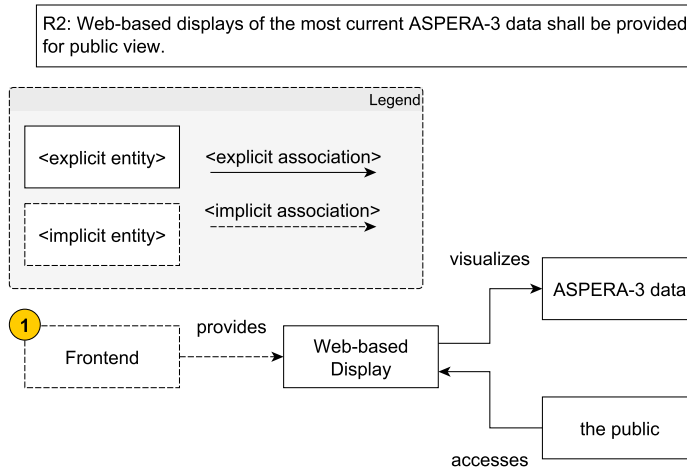 R2: Web-based displays of the most current ASPERA-3 data shall be provided
for public view.
Legend
<explicit entity>
<explicit association>
<implicit entity>
<implicit association>
visualizes
ASPERA-3 data
1
Frontend
provides
Web-based
Display
the public
accesses